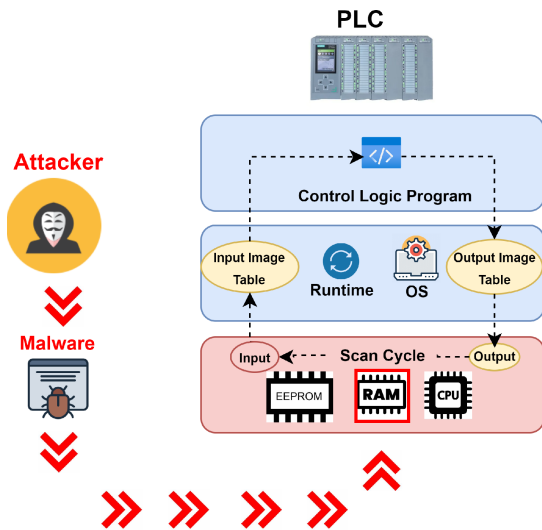 PLC
Attacker
Malware
Control Logic Program
Input Image
Table
Runtime
OS
Output Image
Table
Input
Scan Cycle
Output
EEPROM
RAM
CPU